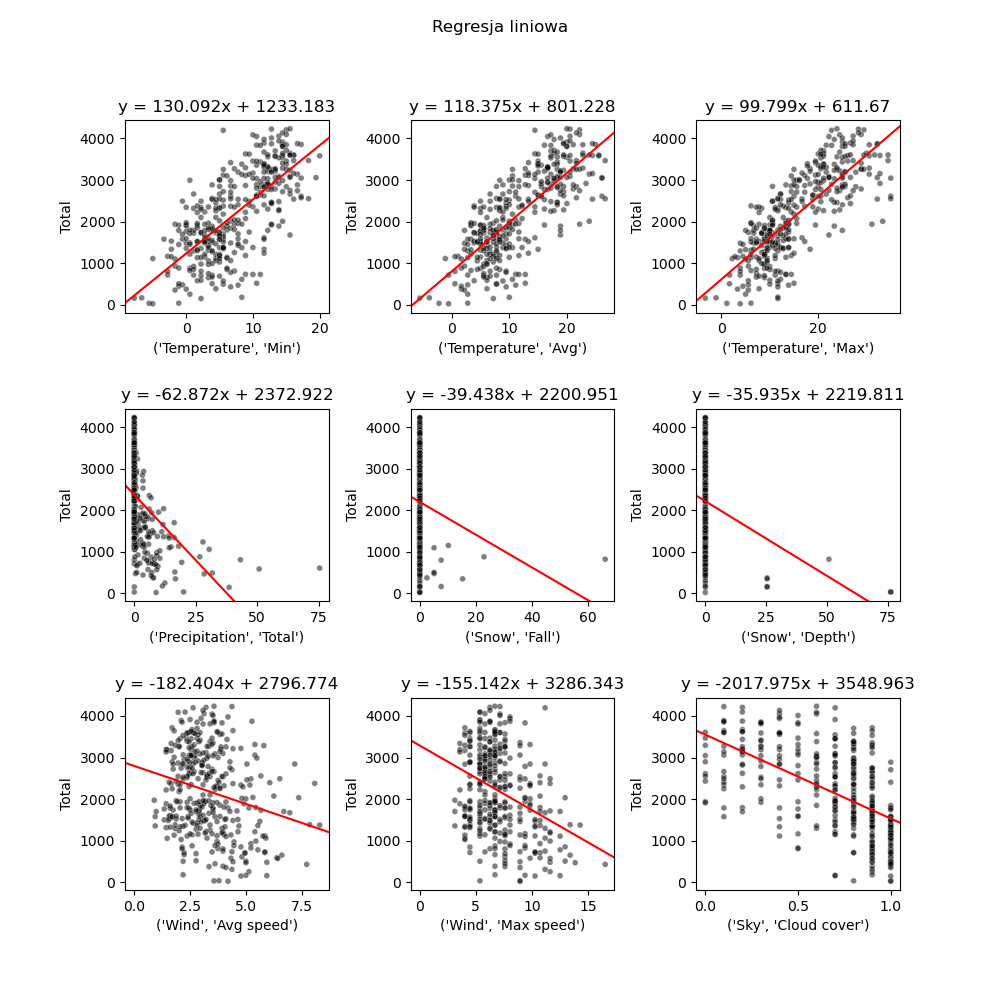 Regresja liniowa
y = 130.092x + 1233.183
y = 118.375x + 801.228
y = 99.799x + 611.67
4000
3000
2000
1000
0
Total
0 10 20
('Temperature', 'Min')
4000
3000
2000
1000
0
Total
0 10 20
('Temperature', 'Avg')
4000
3000
2000
1000
0
Total
0 20
('Temperature', 'Max')
y = -62.872x + 2372.922
y = -39.438x + 2200.951
y = -35.935x + 2219.811
4000
3000
2000
1000
0
Total
0 25 50 75
('Precipitation', 'Total')
4000
3000
2000
1000
0
Total
0 20 40 60
('Snow', 'Fall')
4000
3000
2000
1000
0
Total
0 25 50 75
('Snow', 'Depth')
y = -182.404x + 2796.774
y = -155.142x + 3286.343
y = -2017.975x + 3548.963
4000
3000
2000
1000
0
Total
0.0 2.5 5.0 7.5
('Wind', 'Avg speed')
4000
3000
2000
1000
0
Total
0 5 10 15
('Wind', 'Max speed')
4000
3000
2000
1000
0
Total
0.0 0.5 1.0
('Sky', 'Cloud cover')